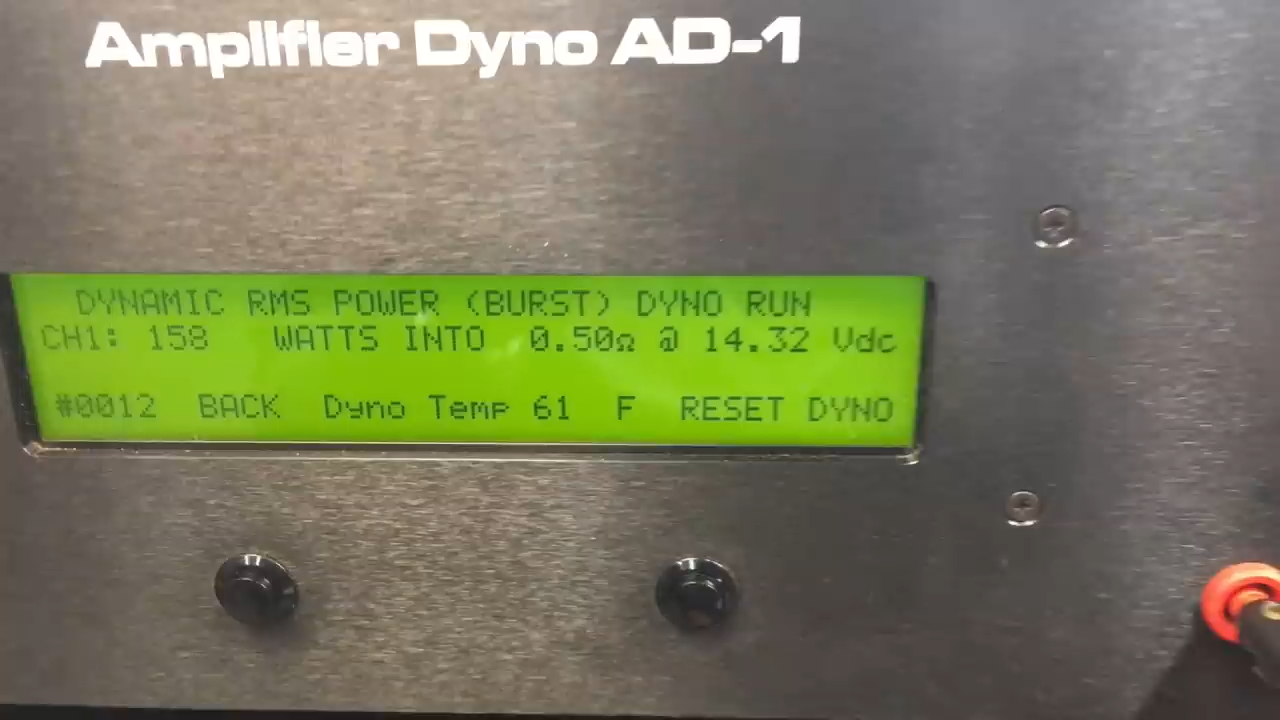 Amplifier Dyno AD-1
DYNAMIC RMS POWER (BURST) DYNO RUN
CH1: 158 WATTS INTO 0.50Ω @ 14.32 Vdc
#0012 BACK Dyno Temp 61 F RESET DYNO